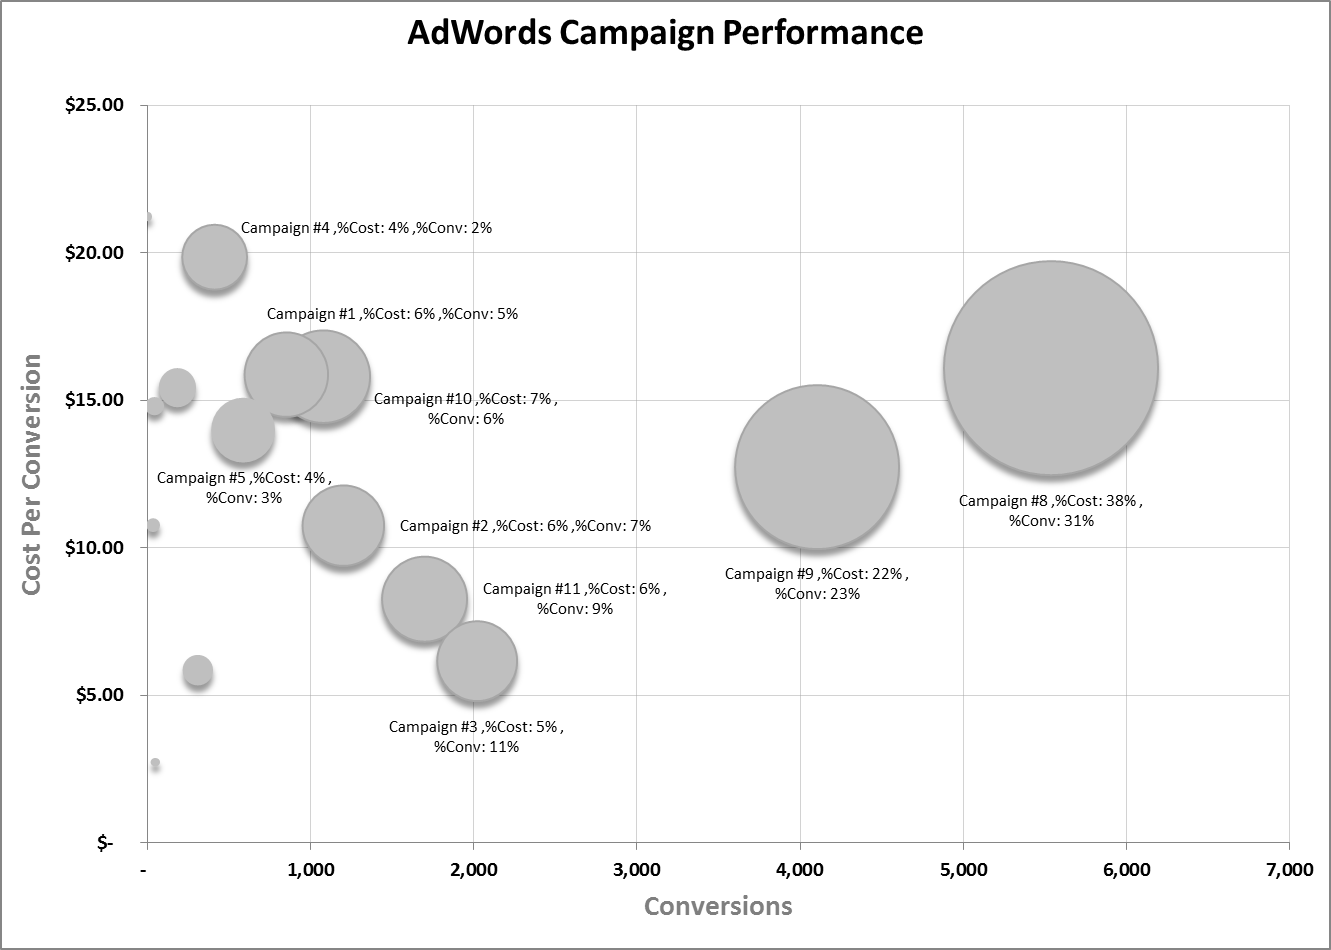 AdWords Campaign Performance
$25.00
$20.00
$15.00
$10.00
$5.00
$-
Cost Per Conversion
Campaign #4 ,%Cost: 4% ,%Conv: 2%
Campaign #1 ,%Cost: 6% ,%Conv: 5%
Campaign #10 ,%Cost: 7% ,
%Conv: 6%
Campaign #5 ,%Cost: 4% ,
%Conv: 3%
Campaign #8 ,%Cost: 38% ,
%Conv: 31%
Campaign #2 ,%Cost: 6% ,%Conv: 7%
Campaign #9 ,%Cost: 22% ,
%Conv: 23%
Campaign #11 ,%Cost: 6% ,
%Conv: 9%
Campaign #3 ,%Cost: 5% ,
%Conv: 11%
- 1,000 2,000 3,000 4,000 5,000 6,000 7,000
Conversions